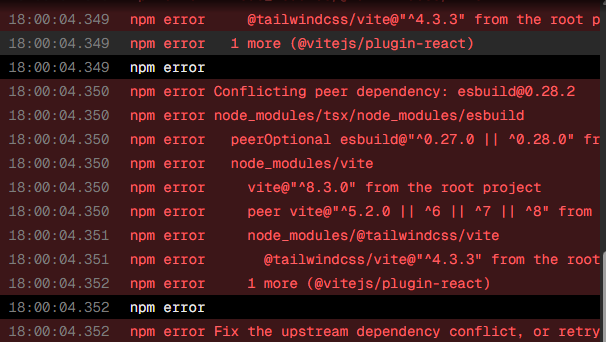 18:00:04.349 npm error @tailwindcss/vite@"^4.3.3" from the root p
18:00:04.349 npm error 1 more (@vitejs/plugin-react)
18:00:04.349 npm error
18:00:04.350 npm error Conflicting peer dependency: esbuild@0.28.2
18:00:04.350 npm error node_modules/tsx/node_modules/esbuild
18:00:04.350 npm error peerOptional esbuild@"^0.27.0 || ^0.28.0" fr
18:00:04.350 npm error node_modules/vite
18:00:04.350 npm error vite@"^8.3.0" from the root project
18:00:04.350 npm error peer vite@"^5.2.0 || ^6 || ^7 || ^8" from
18:00:04.351 npm error node_modules/@tailwindcss/vite
18:00:04.351 npm error @tailwindcss/vite@"^4.3.3" from the root
18:00:04.352 npm error 1 more (@vitejs/plugin-react)
18:00:04.352 npm error
18:00:04.352 npm error Fix the upstream dependency conflict, or retry